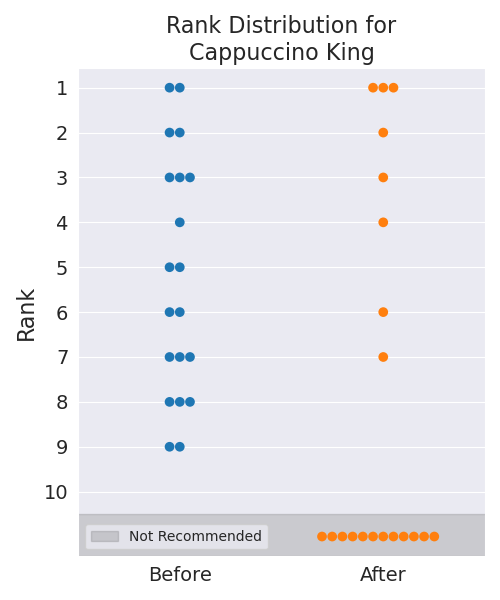 Rank Distribution for
Cappuccino King
Rank
1
2
3
4
5
6
7
8
9
10
Not Recommended
Before
After